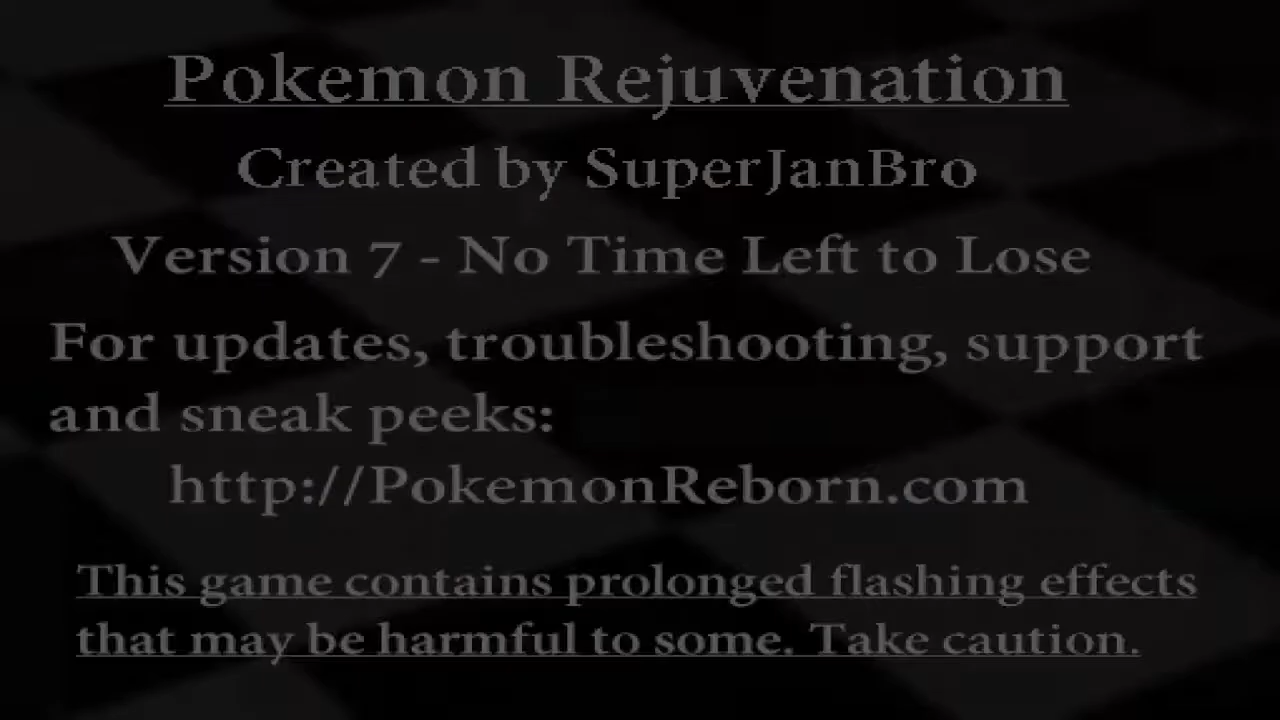 Pokemon Rejuvenation
Created by SuperJanBro
Version 7 - No Time Left to Lose
For updates, troubleshooting, support
and sneak peeks:
http://PokemonReborn.com
This game contains prolonged flashing effects
that may be harmful to some. Take caution.